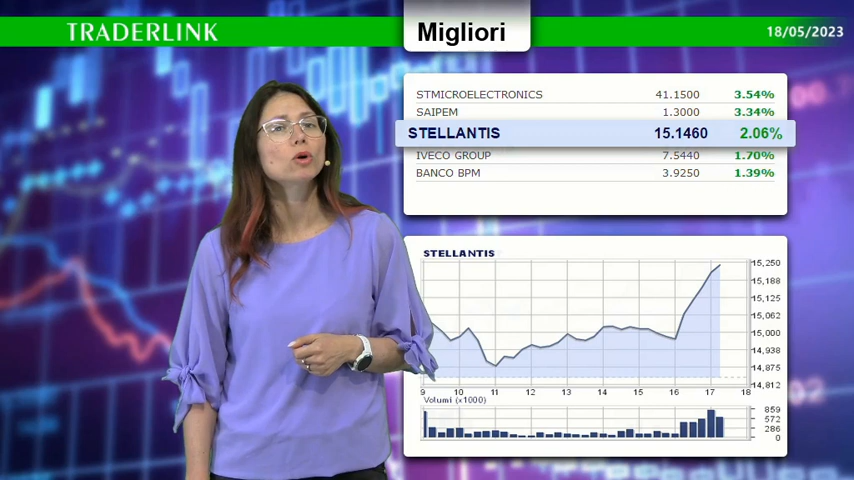 TRADERLINK
Migliori
18/05/2023
STMICROELECTRONICS 41.1500 3.54%
SAIPEM 1.3000 3.34%
STELLANTIS 15.1460 2.06%
IVECO GROUP 7.5440 1.70%
BANCO BPM 3.9250 1.39%
STELLANTIS
15,250
15,188
15,125
15,062
15,000
14,938
14,875
14,812
9 10 11 12 13 14 15 16 17 18
Volumi (x1000)
859
572
286
0